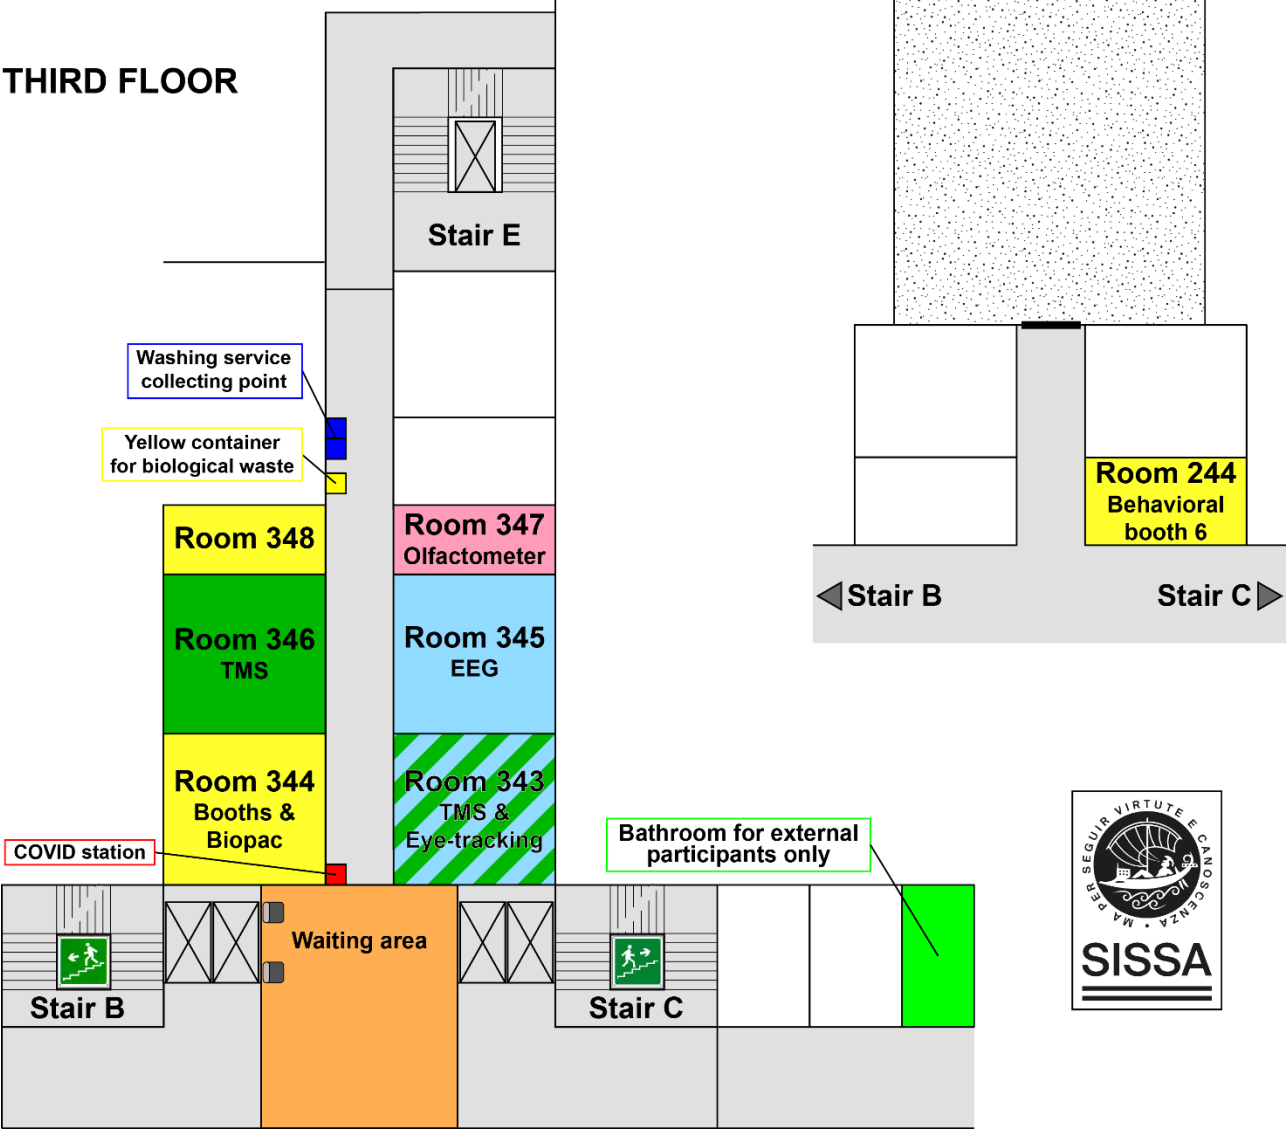 THIRD FLOOR
Stair E
Washing service
collecting point
Yellow container
for biological waste
Room 348
Room 347
Olfactometer
Room 346
TMS
Room 345
EEG
Room 344
Booths &
Biopac
Room 343
TMS &
Eye-tracking
COVID station
Bathroom for external
participants only
Waiting area
Stair B
Stair C
Room 244
Behavioral
booth 6
Stair B
Stair C
MA PER SEGUIR VIRTUTE E CANOSCENZA •
SISSA